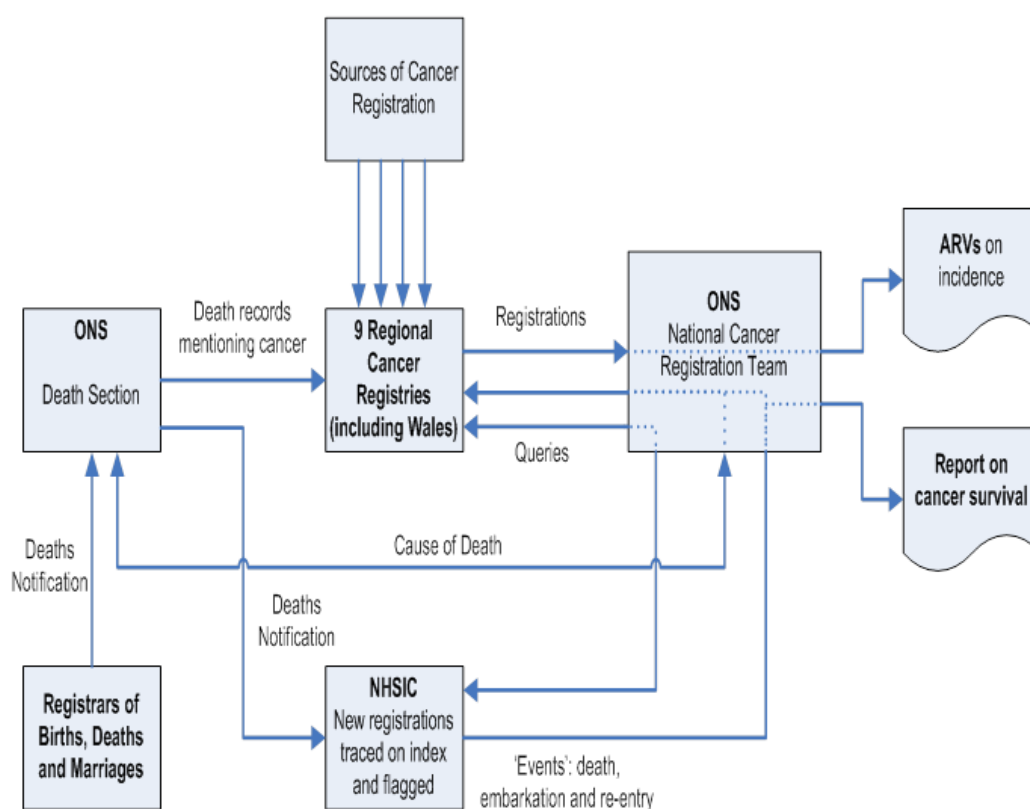 Sources of Cancer
Registration
ARVs on
incidence
ONS
National Cancer
Registration Team
ONS
Death Section
Death records
mentioning cancer
9 Regional
Cancer
Registries
(including Wales)
Registrations
Queries
Report on
cancer survival
Cause of Death
Deaths
Notification
Deaths
Notification
Registrars of
Births, Deaths
and Marriages
NHSIC
New registrations
traced on index
and flagged
'Events': death,
embarkation and re-entry